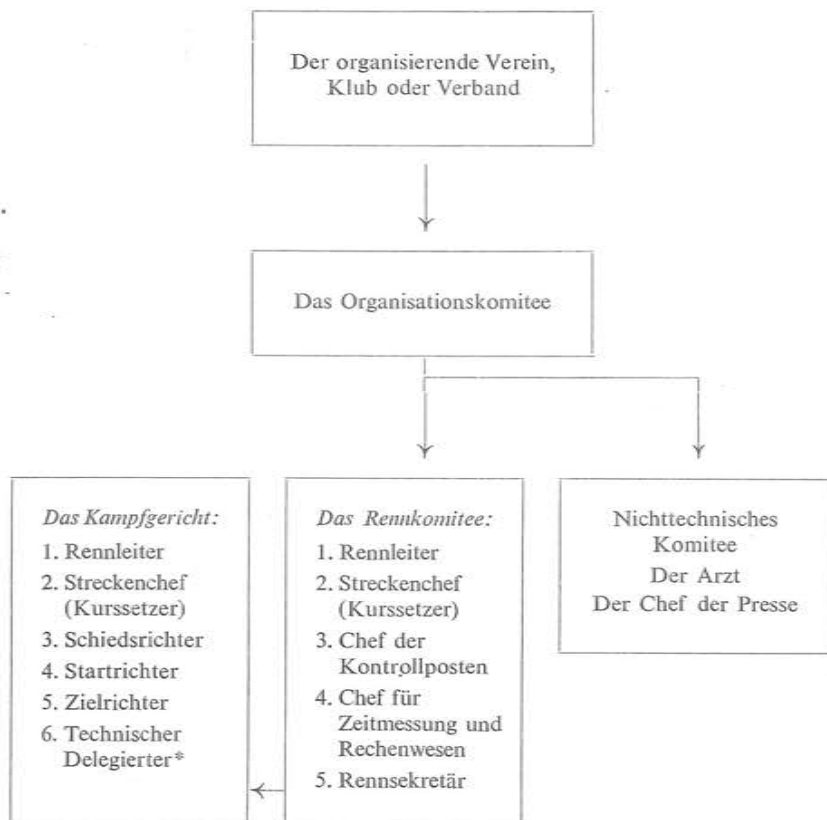 Der organisierende Verein,
Klub oder Verband
Das Organisationskomitee
Das Kampfgericht:
1. Rennleiter
2. Streckenchef
(Kurssetzer)
3. Schiedsrichter
4. Startrichter
5. Zielrichter
6. Technischer
Delegierter*
Das Rennkomitee:
1. Rennleiter
2. Streckenchef
(Kurssetzer)
3. Chef der
Kontrollposten
4. Chef für
Zeitmessung und
Rechenwesen
5. Rennsekretär
Nichttechnisches
Komitee
Der Arzt
Der Chef der Presse